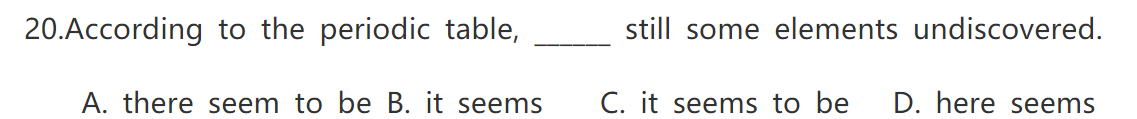 20.According to the periodic table, ______ still some elements undiscovered.
A. there seem to be B. it seems C. it seems to be D. here seems